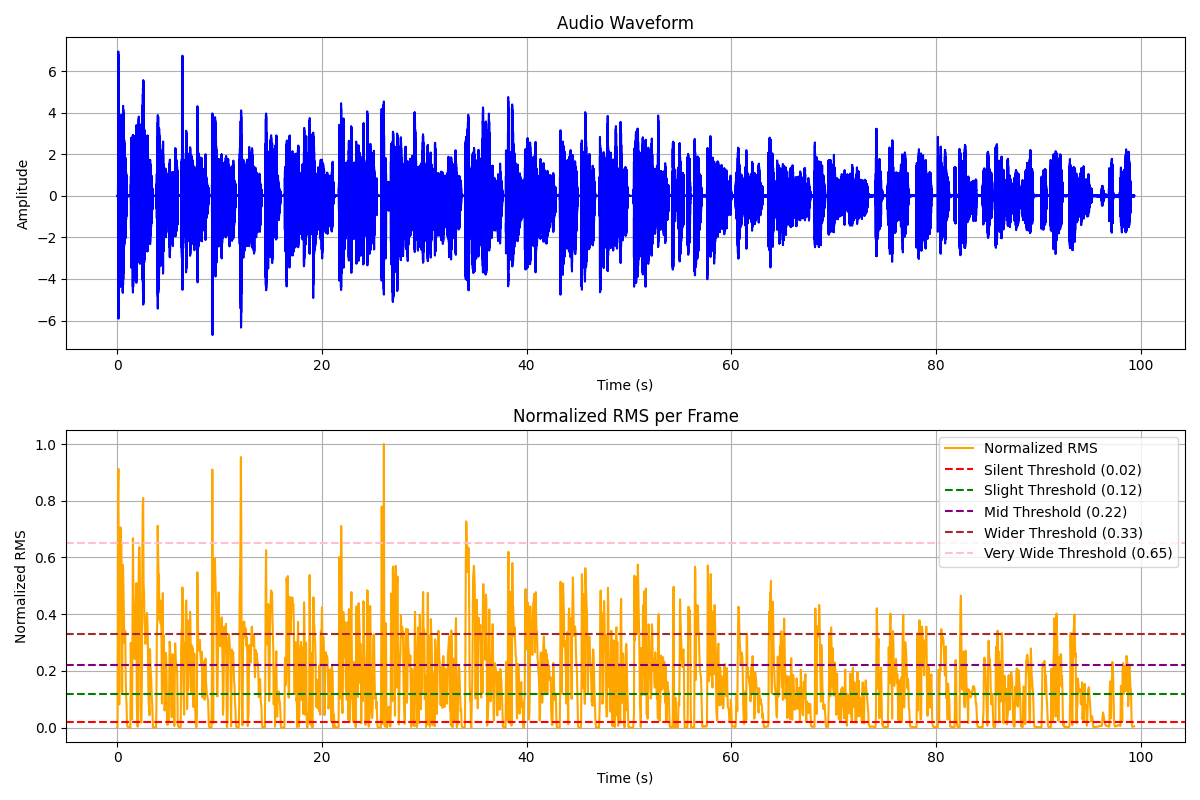 Audio Waveform
6
4
2
0
−2
−4
−6
Amplitude
0 20 40 60 80 100
Time (s)
Normalized RMS per Frame
1.0
0.8
0.6
0.4
0.2
0.0
Normalized RMS
Normalized RMS
Silent Threshold (0.02)
Slight Threshold (0.12)
Mid Threshold (0.22)
Wider Threshold (0.33)
Very Wide Threshold (0.65)
0 20 40 60 80 100
Time (s)